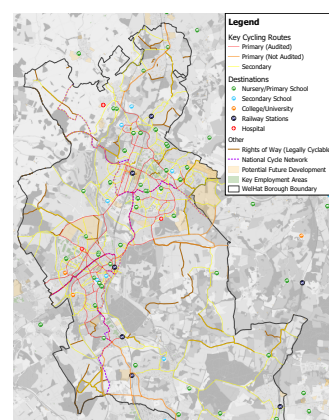 Legend
Key Cycling Routes
Primary (Audited)
Primary (Not Audited)
Secondary
Destinations
Nursery/Primary School
Secondary School
College/University
Railway Stations
Hospital
Other
Rights of Way (Legally Cyclable
National Cycle Network
Potential Future Development
Key Employment Areas
WelHat Borough Boundary